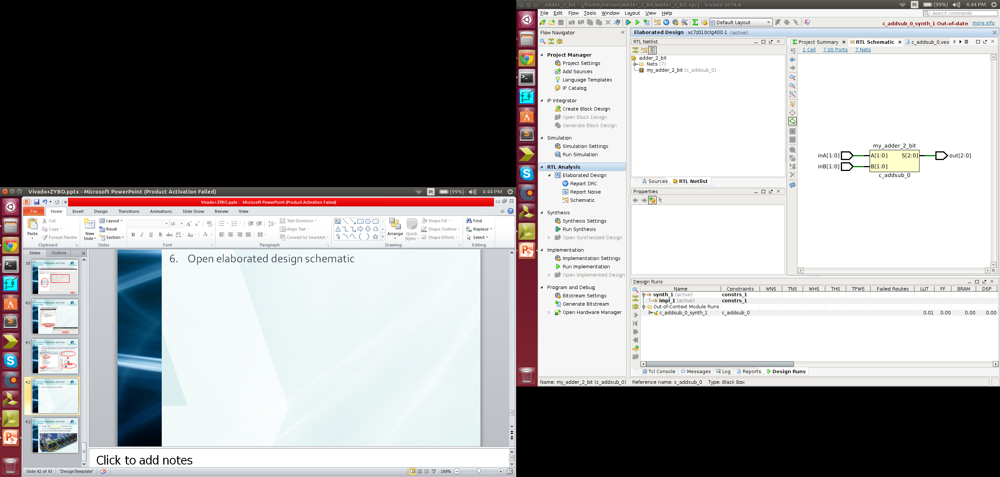 Vivado+ZYBO.pptx - Microsoft PowerPoint (Product Activation Failed)
Pt
(99%)
4:44 PM
Vivado+ZYBO.pptx - Microsoft PowerPoint (Product Activation Failed)
File Home Insert Design Transitions Animations Slide Show Review View
Paste
Cut
Copy
Format Painter
Clipboard
New Slide
Layout
Reset
Section
Slides
18
Font
Text Direction
Align Text
Convert to SmartArt
Paragraph
Arrange
Quick Styles
Shape Fill
Shape Outline
Shape Effects
Drawing
Find
Replace
Select
Editing
Slides Outline
39
40
41
42
43
6. Open elaborated design schematic
Click to add notes
Slide 42 of 43 "DesignTemplate" 100%
adder_2_bit - [/home/nelson/adder_2_bit/adder_2_bit.xpr] - Vivado 2014.4
Pt
(99%)
4:44 PM
File Edit Flow Tools Window Layout View Help
Search commands
Default Layout
c_addsub_0_synth_1 Out-of-date more info
Flow Navigator
Project Manager
Project Settings
Add Sources
Language Templates
IP Catalog
IP Integrator
Create Block Design
Open Block Design
Generate Block Design
Simulation
Simulation Settings
Run Simulation
RTL Analysis
Elaborated Design
Report DRC
Report Noise
Schematic
Synthesis
Synthesis Settings
Run Synthesis
Open Synthesized Design
Implementation
Implementation Settings
Run Implementation
Open Implemented Design
Program and Debug
Bitstream Settings
Generate Bitstream
Open Hardware Manager
Elaborated Design - xc7z010clg400-1 (active)
RTL Netlist
adder_2_bit
Nets (7)
my_adder_2_bit (c_addsub_0)
Sources RTL Netlist
Properties
Project Summary RTL Schematic c_addsub_0.veo
1 Cell 7 I/O Ports 7 Nets
my_adder_2_bit
inA[1:0] A[1:0] S[2:0] out[2:0]
inB[1:0] B[1:0]
c_addsub_0
Design Runs
Name Constraints WNS TNS WHS THS TPWS Failed Routes LUT FF BRAM DSP
synth_1 (active) constrs_1
impl_1 (active) constrs_1
Out-of-Context Module Runs
c_addsub_0_synth_1 c_addsub_0 0.01 0.00 0.00 0.00
Tcl Console Messages Log Reports Design Runs
Name: my_adder_2_bit (c_addsub_0) Reference name: c_addsub_0 Type: Black Box